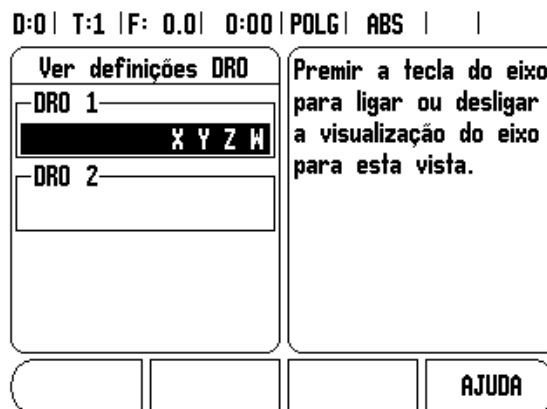 D:0| T:1 |F: 0.0| 0:00|POLG| ABS | |
Ver definições DRO
DRO 1
X Y Z W
DRO 2
Premir a tecla do eixo
para ligar ou desligar
a visualização do eixo
para esta vista.
AJUDA